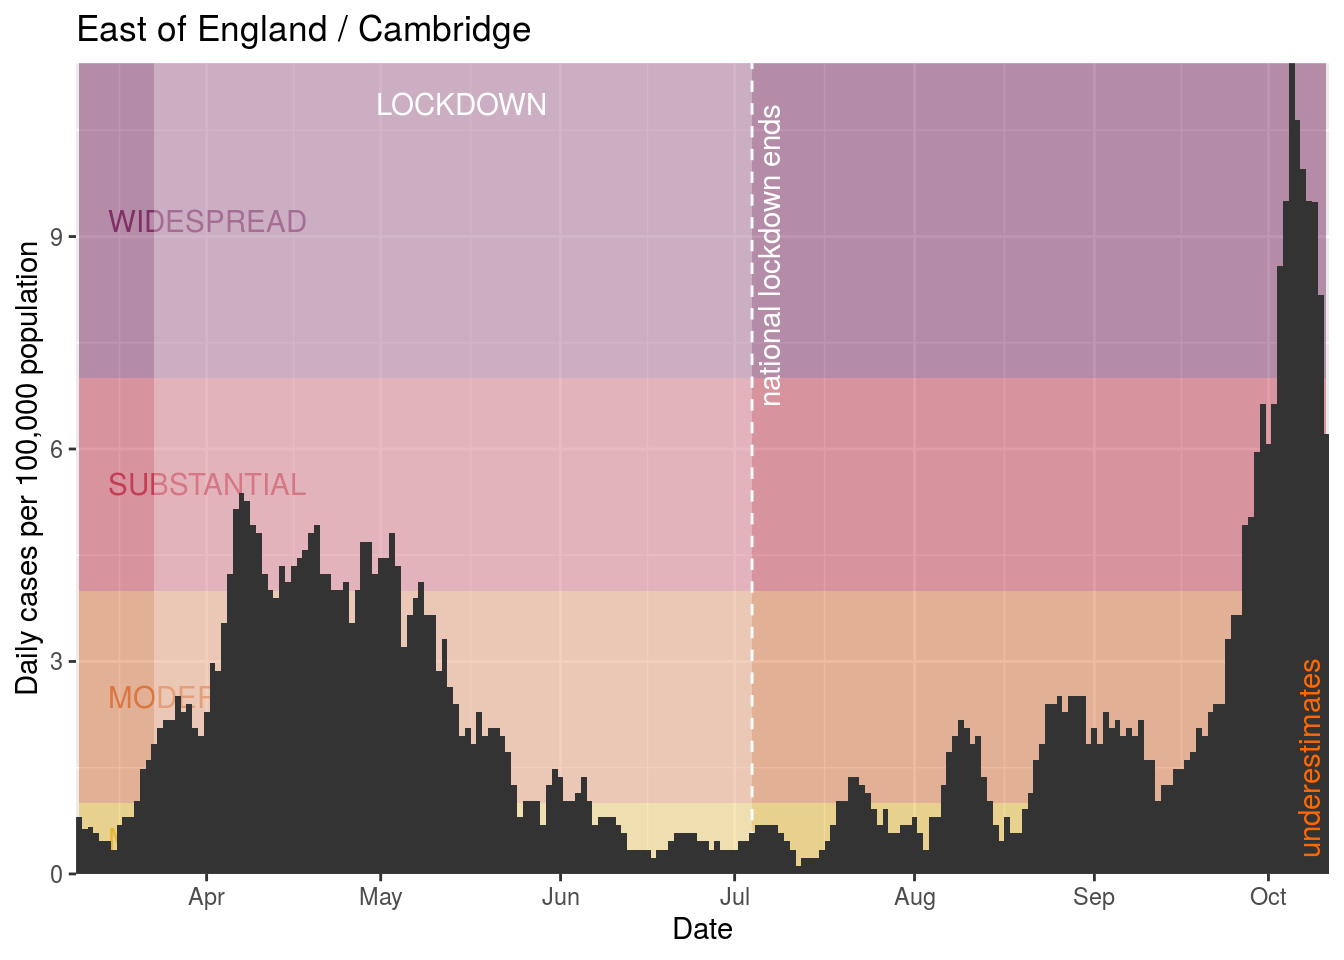 East of England / Cambridge
Daily cases per 100,000 population
9
6
3
0
LOCKDOWN
WIDESPREAD
SUBSTANTIAL
national lockdown ends
underestimates
Apr
May
Jun
Jul
Aug
Sep
Oct
Date